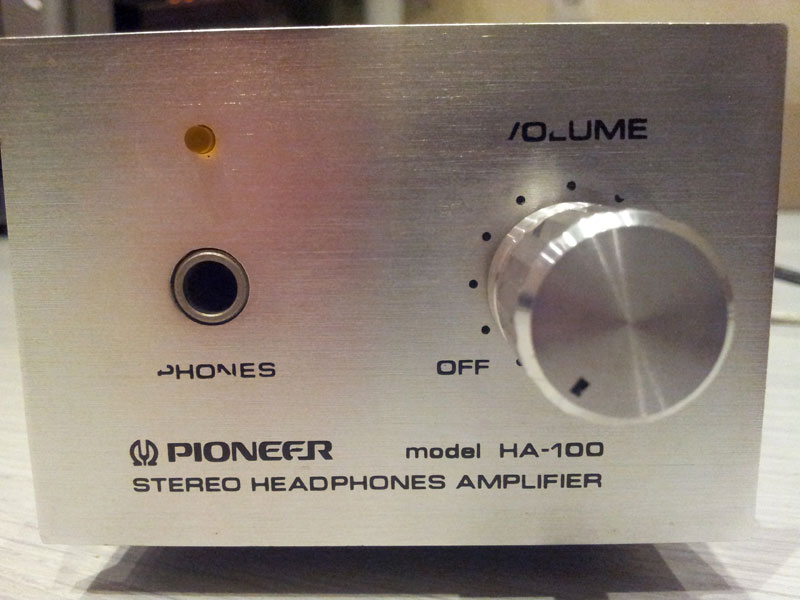 VOLUME
PHONES
OFF
PIONEER model HA-100
STEREO HEADPHONES AMPLIFIER